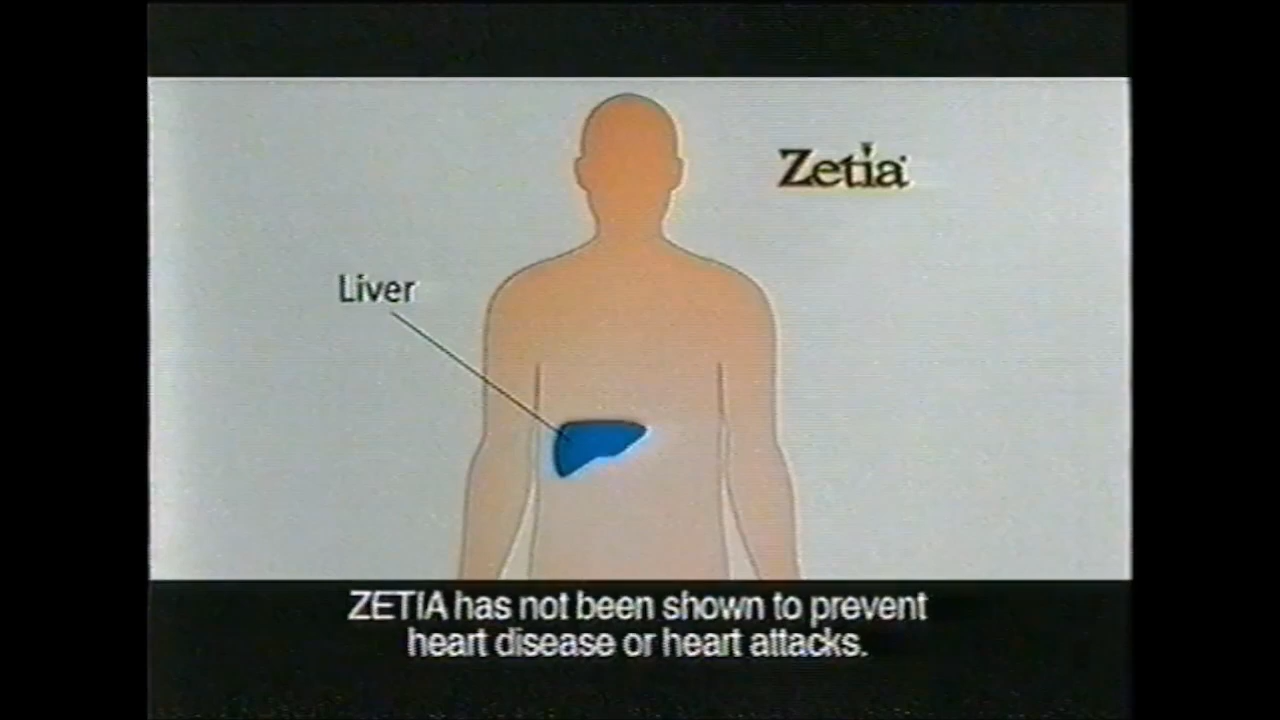 Zetia
Liver
ZETIA has not been shown to prevent
heart disease or heart attacks.